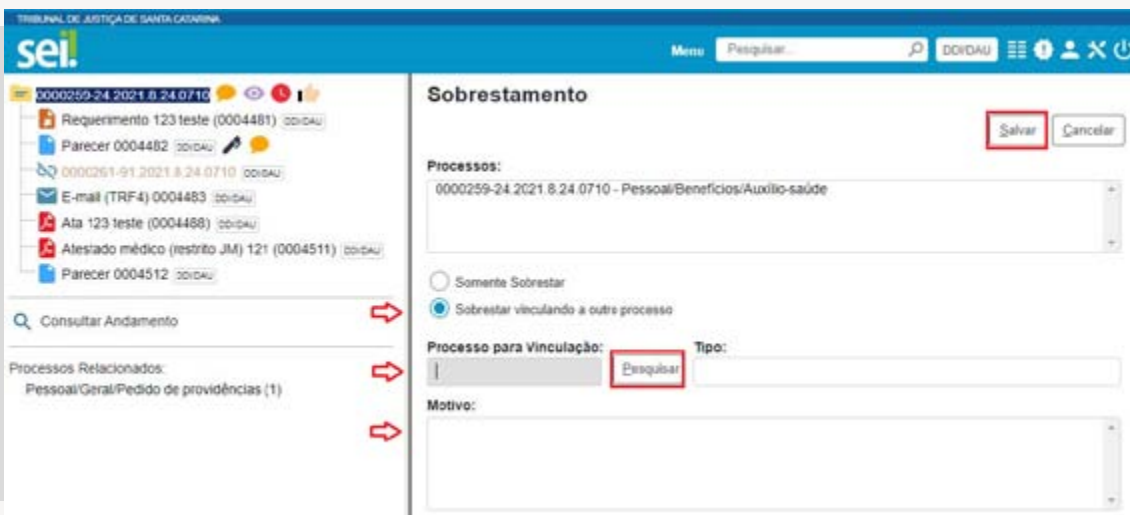 TRIBUNAL DE JUSTIÇA DE SANTA CATARINA
sei!
Menu Pesquisar... DDI/DAU
0000259-24.2021.8.24.0710
Requerimento 123 teste (0004481) DDI/DAU
Parecer 0004482 DDI/DAU
0000261-91.2021.8.24.0710 DDI/DAU
E-mail (TRF4) 0004483 DDI/DAU
Ata 123 teste (0004488) DDI/DAU
Atestado médico (restrito JM) 121 (0004511) DDI/DAU
Parecer 0004512 DDI/DAU
Consultar Andamento
Processos Relacionados:
Pessoal/Geral/Pedido de providências (1)
Sobrestamento
Salvar Cancelar
Processos:
0000259-24.2021.8.24.0710 - Pessoal/Benefícios/Auxílio-saúde
Somente Sobrestar
Sobrestar vinculando a outro processo
Processo para Vinculação: Tipo:
Pesquisar
Motivo: